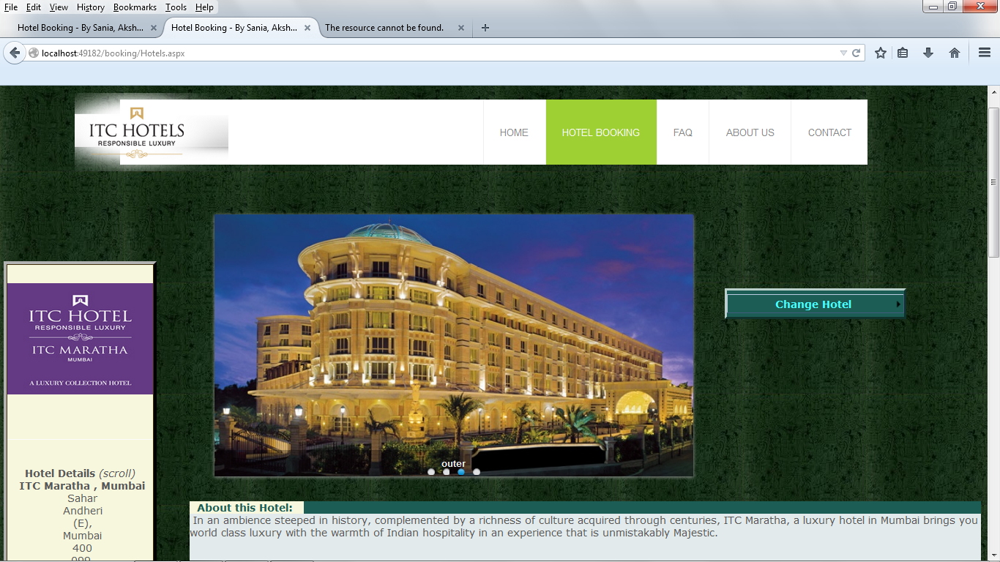 File Edit View History Bookmarks Tools Help
Hotel Booking - By Sania, Aksh...
Hotel Booking - By Sania, Aksh...
The resource cannot be found.
localhost:49182/booking/Hotels.aspx
ITC HOTELS
RESPONSIBLE LUXURY
HOME
HOTEL BOOKING
FAQ
ABOUT US
CONTACT
ITC HOTEL
RESPONSIBLE LUXURY
ITC MARATHA
MUMBAI
A LUXURY COLLECTION HOTEL
Change Hotel
outer
Hotel Details (scroll)
ITC Maratha , Mumbai
Sahar
Andheri
(E),
Mumbai
400
099
About this Hotel:
In an ambience steeped in history, complemented by a richness of culture acquired through centuries, ITC Maratha, a luxury hotel in Mumbai brings you
world class luxury with the warmth of Indian hospitality in an experience that is unmistakably Majestic.